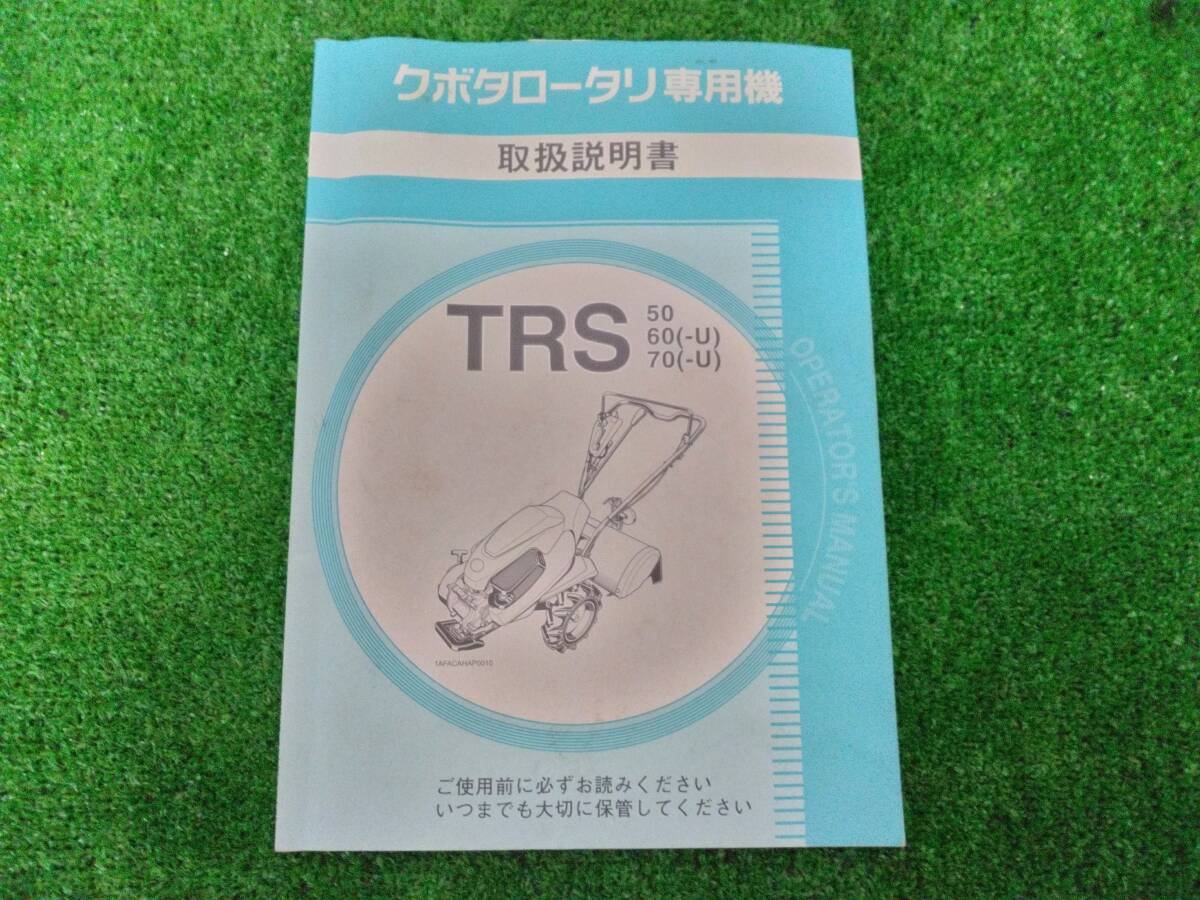 クボタロータリ専用機
取扱説明書
TRS
50
60(-U)
70(-U)
OPERATOR'S MANUAL
1AFACAHAP0010
ご使用前に必ずお読みください
いつまでも大切に保管してください